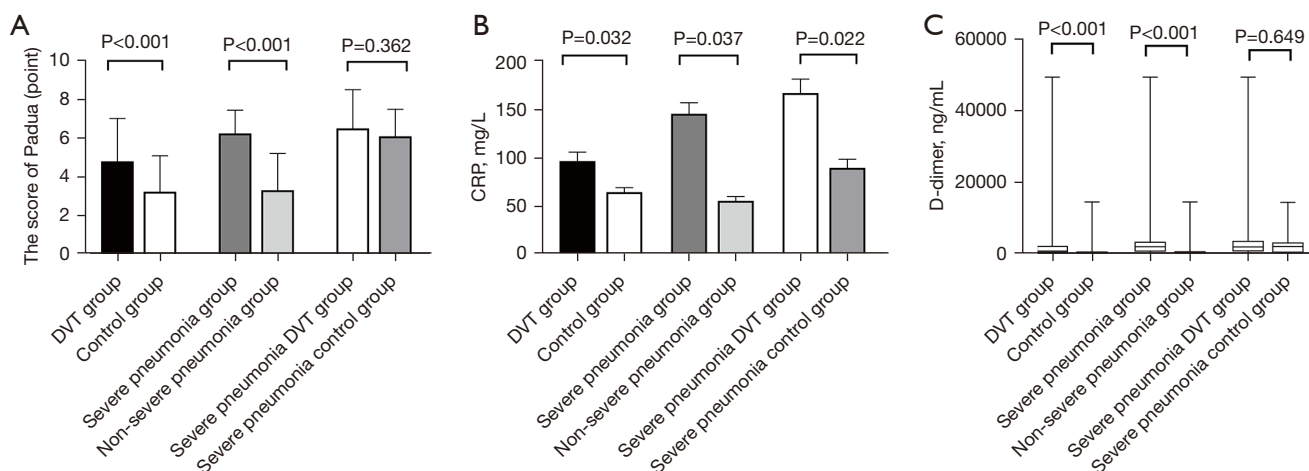 A
P<0.001
P<0.001
P=0.362
The score of Padua (point)
10
8
6
4
2
0
DVT group
Control group
Severe pneumonia group
Non-severe pneumonia group
Severe pneumonia DVT group
Severe pneumonia control group
B
P=0.032
P=0.037
P=0.022
CRP, mg/L
200
150
100
50
0
DVT group
Control group
Severe pneumonia group
Non-severe pneumonia group
Severe pneumonia DVT group
Severe pneumonia control group
C
P<0.001
P<0.001
P=0.649
D-dimer, ng/mL
60000
40000
20000
0
DVT group
Control group
Severe pneumonia group
Non-severe pneumonia group
Severe pneumonia DVT group
Severe pneumonia control group